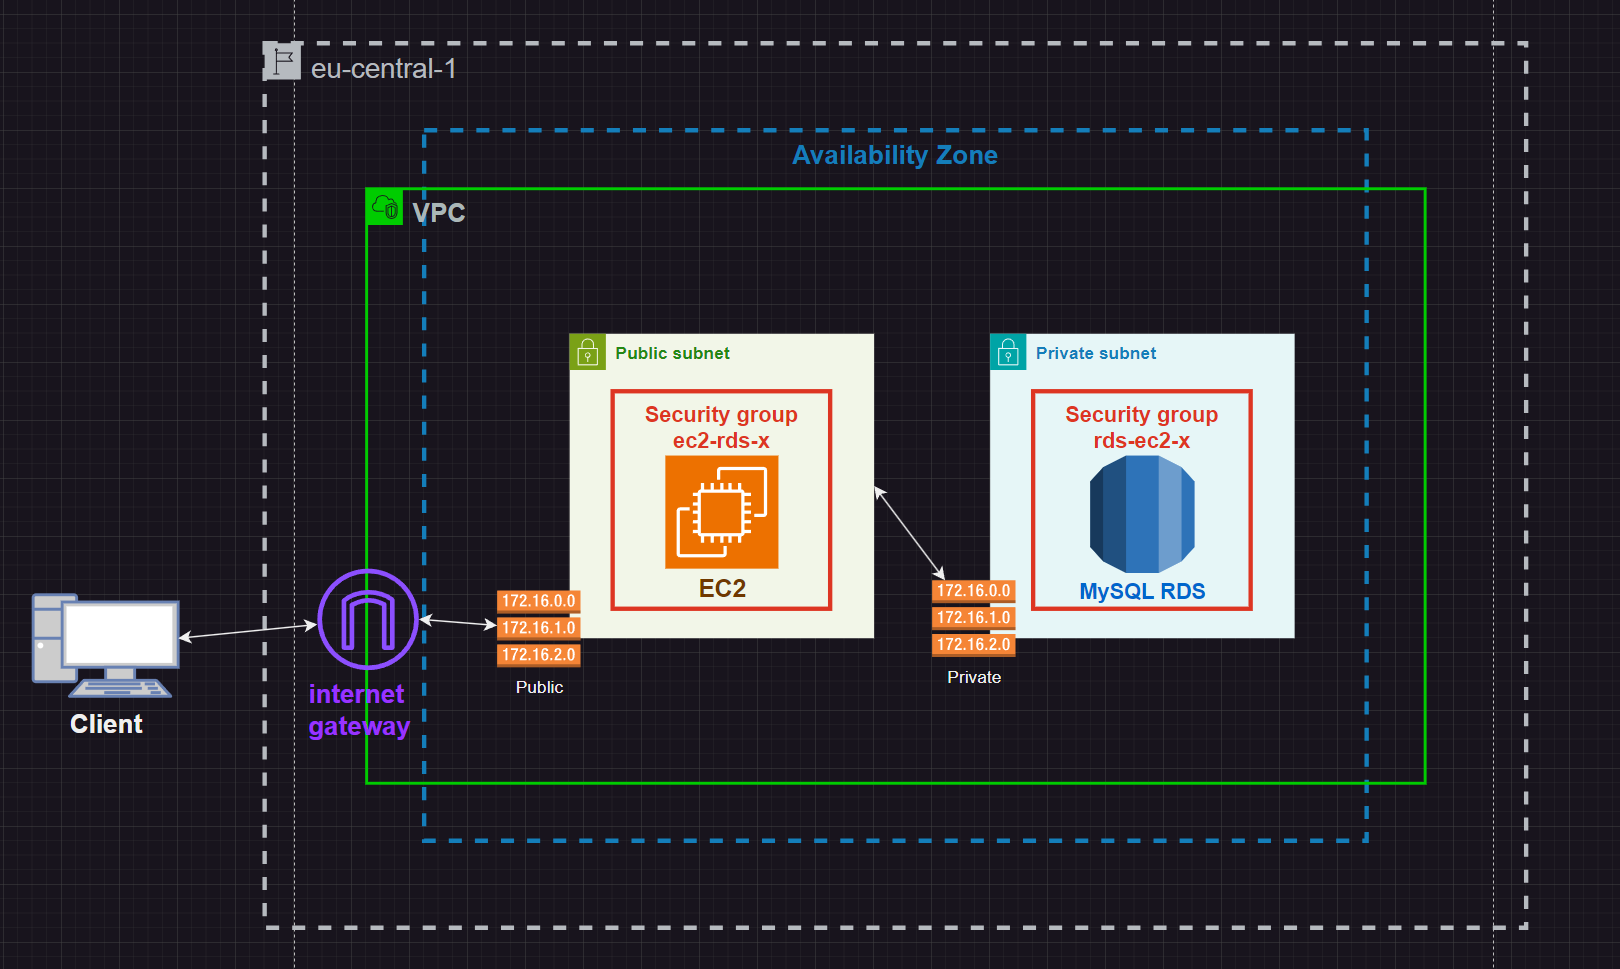 eu-central-1
Availability Zone
VPC
Public subnet
Security group
ec2-rds-x
EC2
Private subnet
Security group
rds-ec2-x
MySQL RDS
172.16.0.0
172.16.1.0
172.16.2.0
Public
172.16.0.0
172.16.1.0
172.16.2.0
Private
internet
gateway
Client